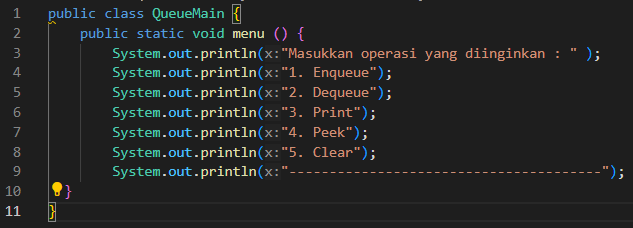 1 public class QueueMain {
2 public static void menu () {
3 System.out.println(x:"Masukkan operasi yang diinginkan : " );
4 System.out.println(x:"1. Enqueue");
5 System.out.println(x:"2. Dequeue");
6 System.out.println(x:"3. Print");
7 System.out.println(x:"4. Peek");
8 System.out.println(x:"5. Clear");
9 System.out.println(x:"---------------------------------------");
10 }
11 }